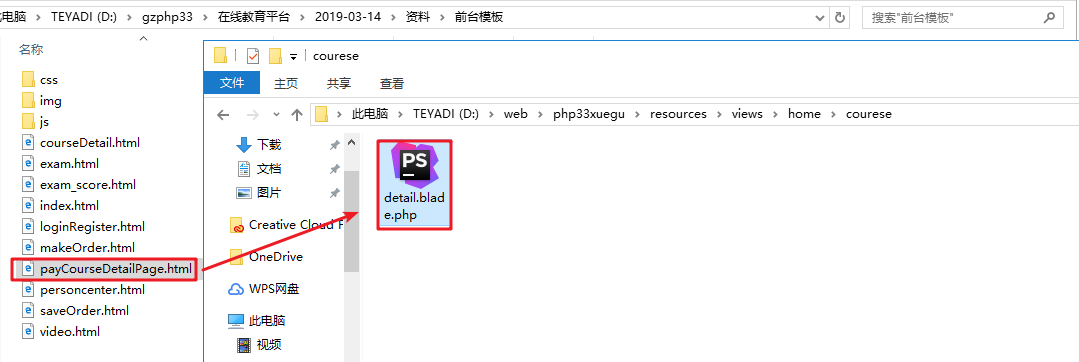 此电脑 > TEYADI (D:) > gzphp33 > 在线教育平台 > 2019-03-14 > 资料 > 前台模板
搜索"前台模板"
名称
css
img
js
courseDetail.html
exam.html
exam_score.html
index.html
loginRegister.html
makeOrder.html
payCourseDetailPage.html
personcenter.html
saveOrder.html
video.html
courese
文件 主页 共享 查看
此电脑 > TEYADI (D:) > web > php33xuegu > resources > views > home > courese
下载
文档
图片
Creative Cloud F
OneDrive
WPS网盘
此电脑
视频
PS
detail.blad
e.php